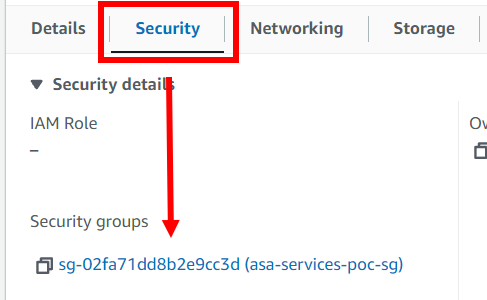 Details Security Networking Storage
Security details
IAM Role
–
Security groups
sg-02fa71dd8b2e9cc3d (asa-services-poc-sg)